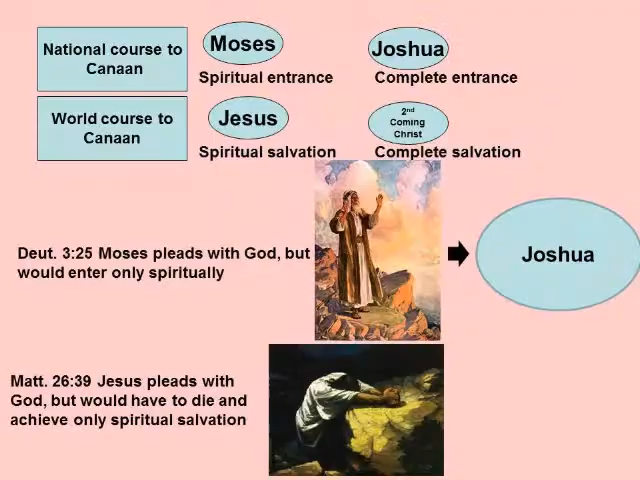 National course to
Canaan
Moses
Spiritual entrance
Joshua
Complete entrance
World course to
Canaan
Jesus
Spiritual salvation
2nd
Coming
Christ
Complete salvation
Deut. 3:25 Moses pleads with God, but
would enter only spiritually
Joshua
Matt. 26:39 Jesus pleads with
God, but would have to die and
achieve only spiritual salvation